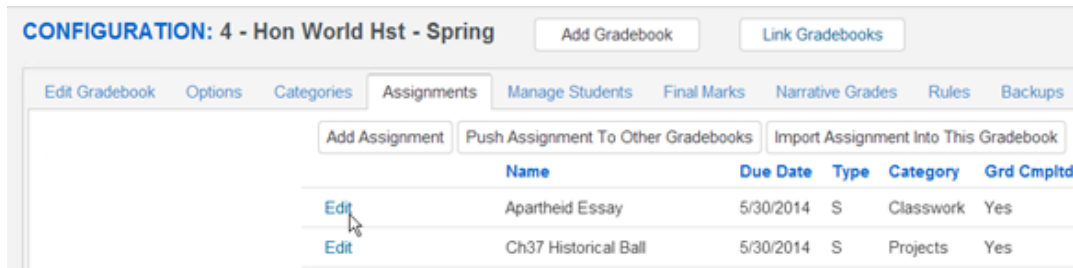 CONFIGURATION: 4 - Hon World Hst - Spring Add Gradebook Link Gradebooks
Edit Gradebook Options Categories Assignments Manage Students Final Marks Narrative Grades Rules Backups
Add Assignment Push Assignment To Other Gradebooks Import Assignment Into This Gradebook
Name Due Date Type Category Grd Cmpltd
Edit Apartheid Essay 5/30/2014 S Classwork Yes
Edit Ch37 Historical Ball 5/30/2014 S Projects Yes